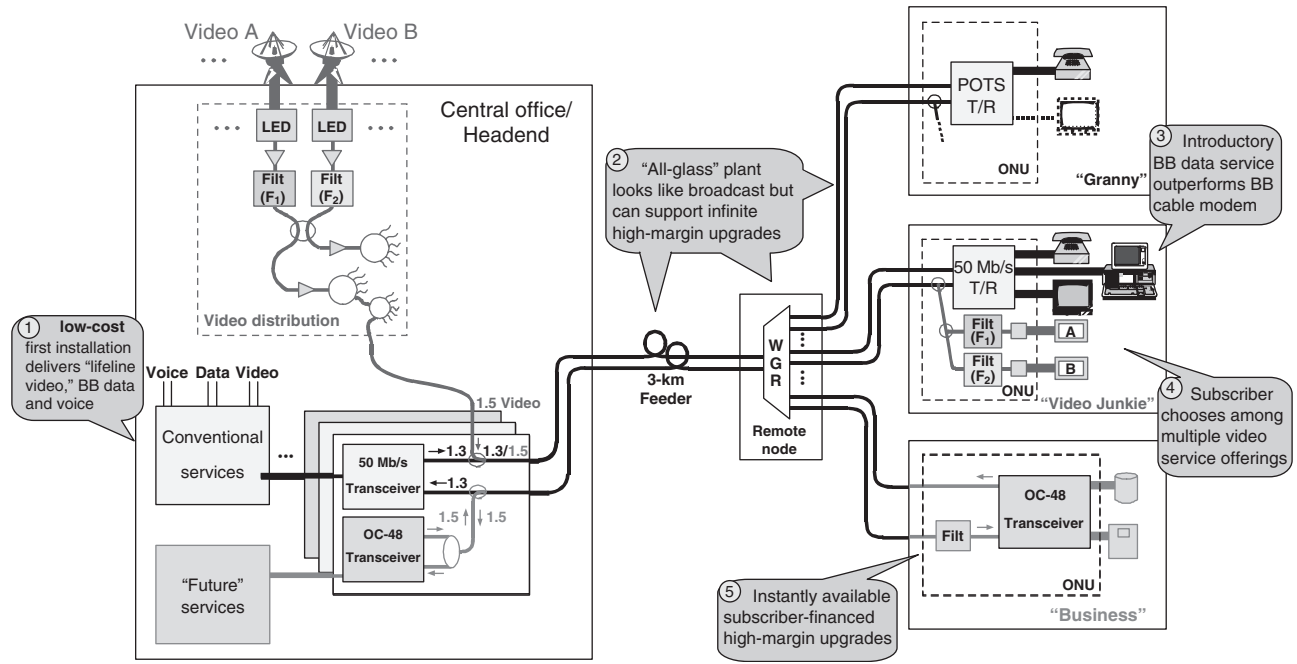 Video A
Video B
Central office/
Headend
LED
LED
Filt
(F₁)
Filt
(F₂)
Video distribution
1 low-cost
first installation
delivers “lifeline
video,” BB data
and voice
Voice Data Video
Conventional
services
...
“Future”
services
1.5 Video
50 Mb/s
Transceiver
→1.3
1.3/1.5
←1.3
OC-48
Transceiver
1.5
1.5
2 “All-glass” plant
looks like broadcast but
can support infinite
high-margin upgrades
3-km
Feeder
W
G
R
Remote
node
POTS
T/R
ONU
“Granny”
3 Introductory
BB data service
outperforms BB
cable modem
50 Mb/s
T/R
Filt
(F₁)
A
Filt
(F₂)
B
ONU
“Video Junkie”
4 Subscriber
chooses among
multiple video
service offerings
OC-48
Transceiver
Filt
ONU
“Business”
5 Instantly available
subscriber-financed
high-margin upgrades